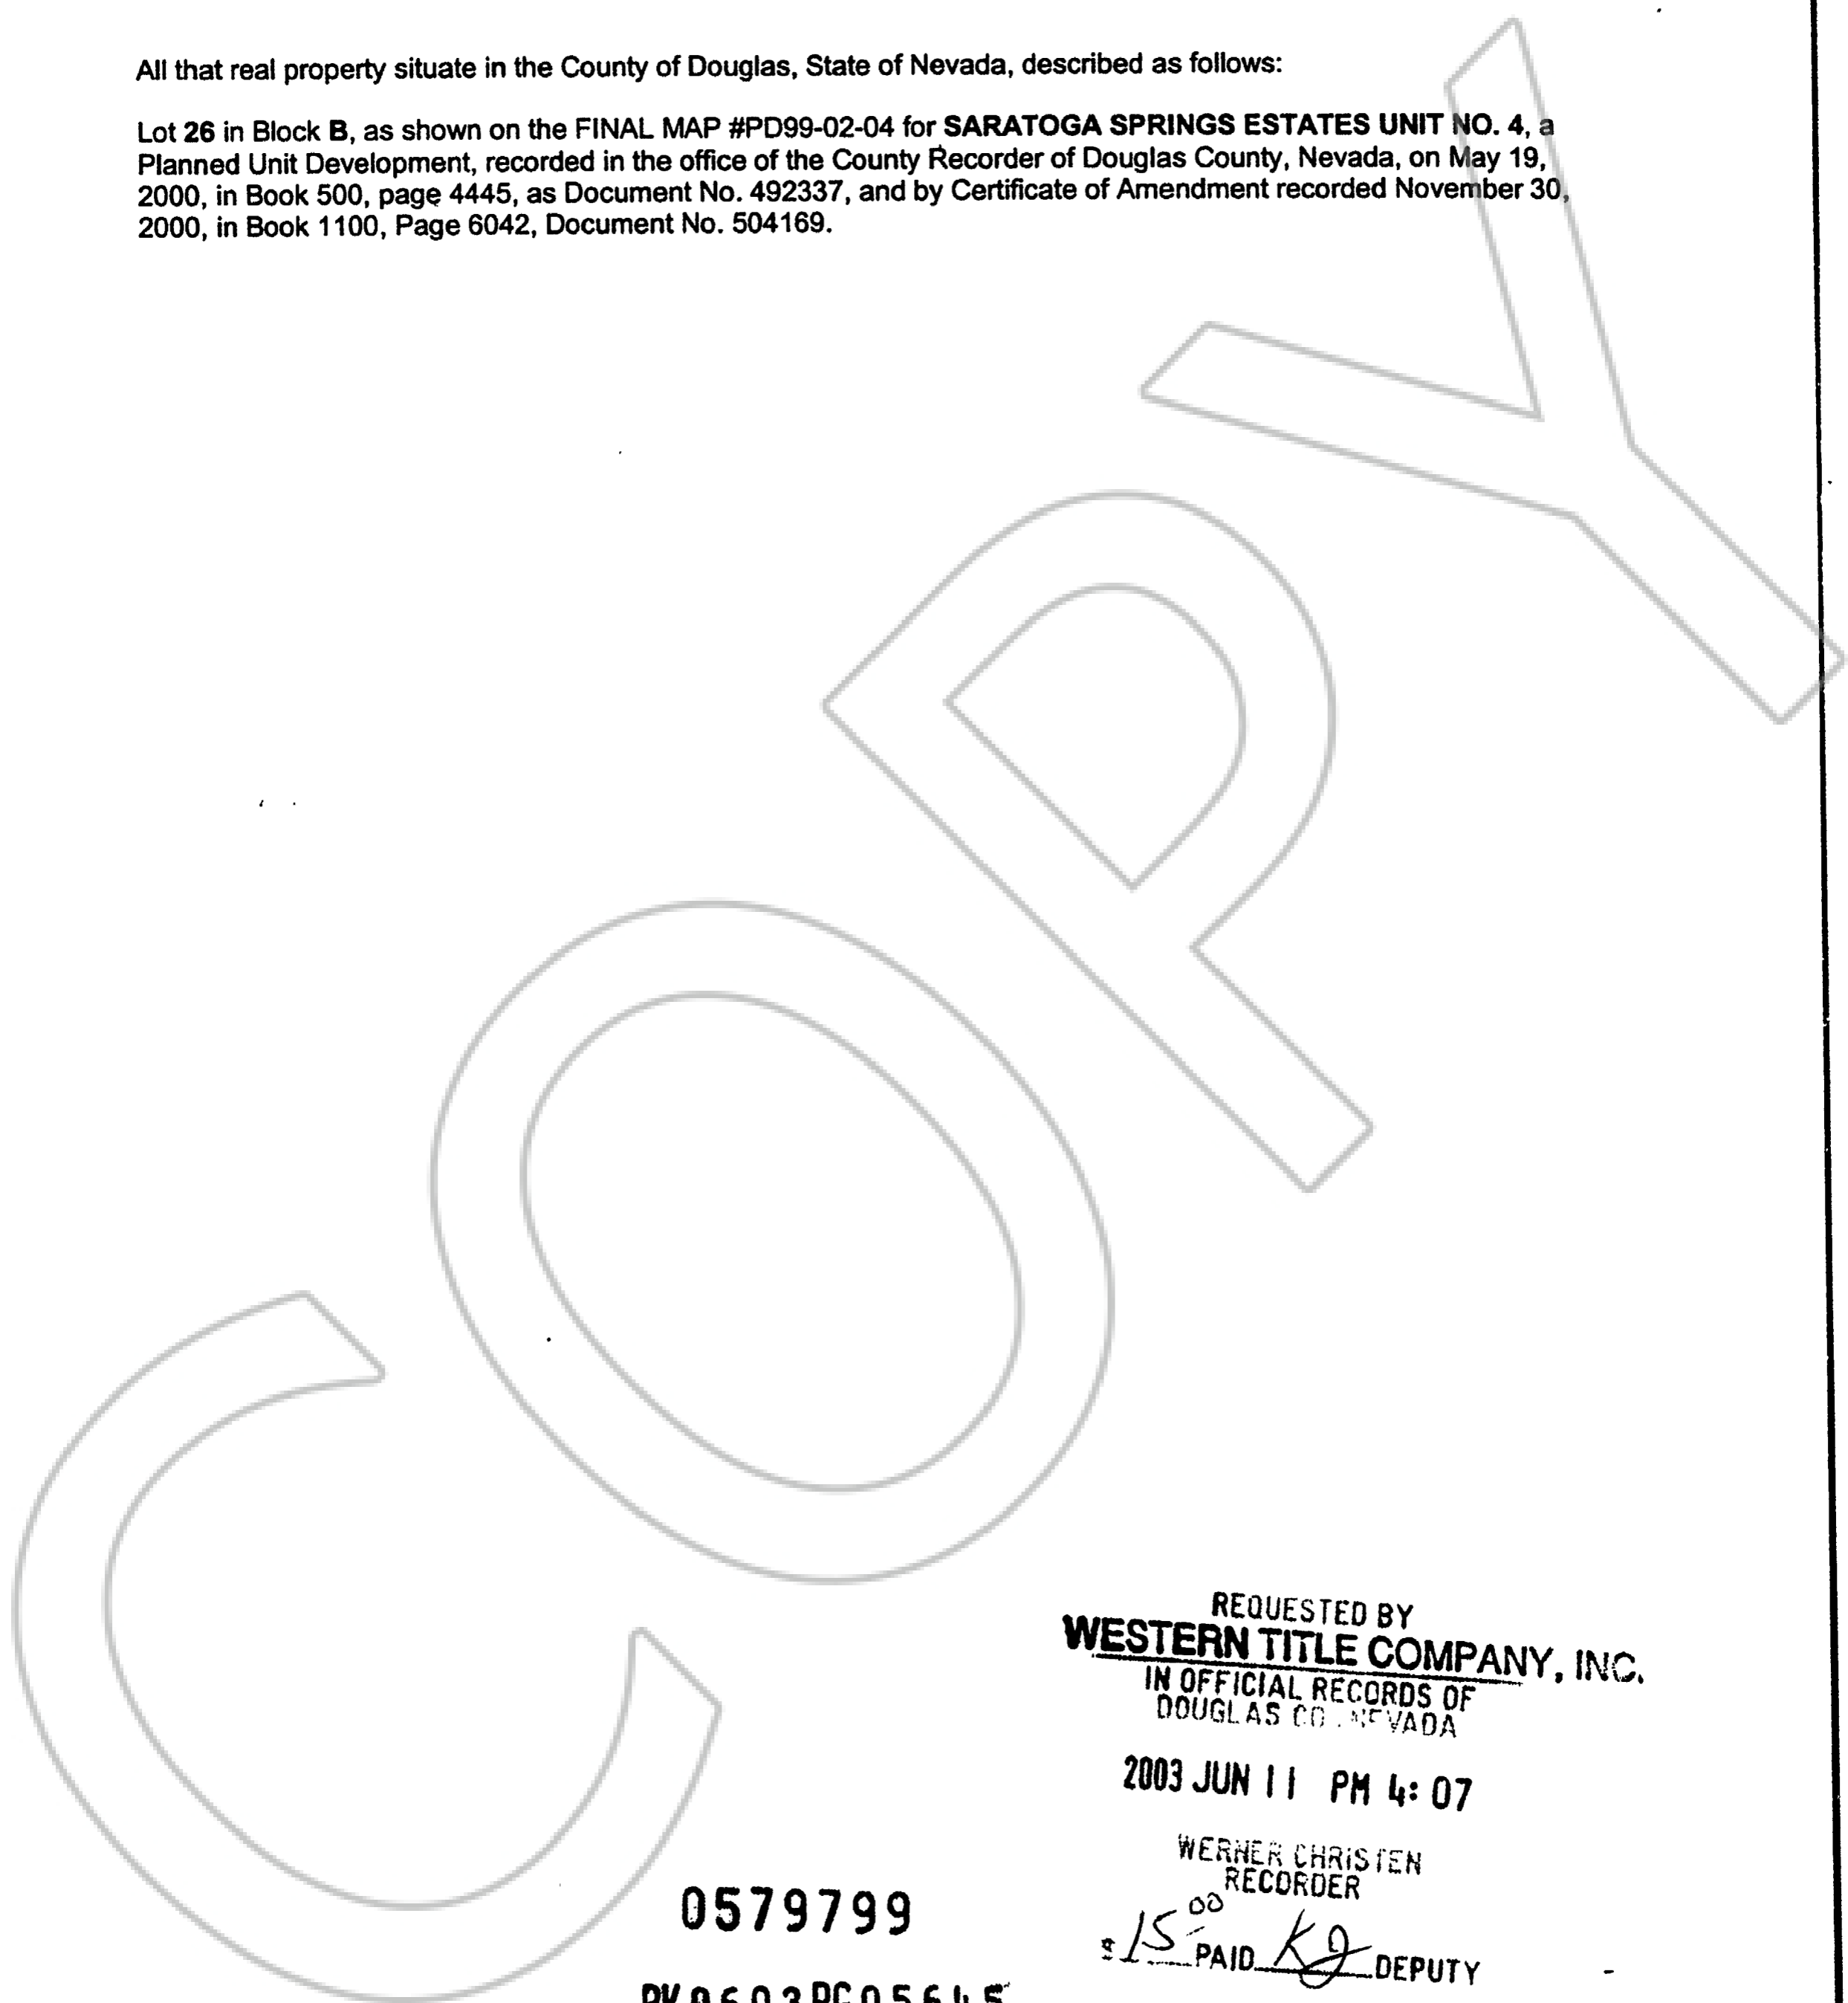 All that real property situate in the County of Douglas, State of Nevada, described as follows:
Lot 26 in Block B, as shown on the FINAL MAP #PD99-02-04 for SARATOGA SPRINGS ESTATES UNIT NO. 4, a
Planned Unit Development, recorded in the office of the County Recorder of Douglas County, Nevada, on May 19,
2000, in Book 500, page 4445, as Document No. 492337, and by Certificate of Amendment recorded November 30,
2000, in Book 1100, Page 6042, Document No. 504169.
COPY
REQUESTED BY
WESTERN TITLE COMPANY, INC.
IN OFFICIAL RECORDS OF
DOUGLAS CO., NEVADA
2003 JUN 11 PM 4:07
WERNER CHRISTEN
RECORDER
$15.00 PAID KJ DEPUTY
0579799
BK0603PG05645